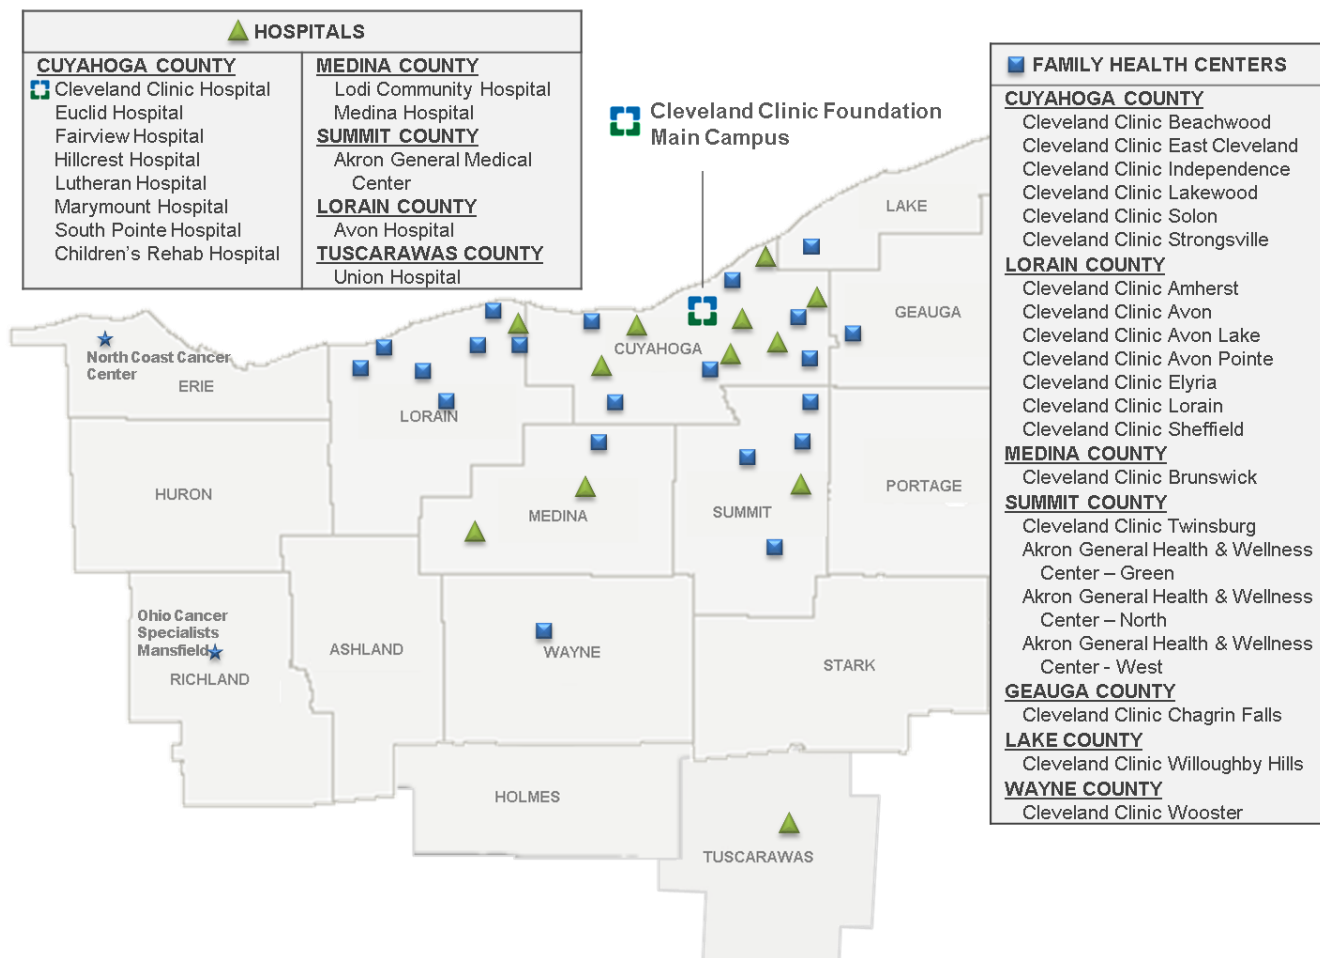 HOSPITALS
CUYAHOGA COUNTY
Cleveland Clinic Hospital
Euclid Hospital
Fairview Hospital
Hillcrest Hospital
Lutheran Hospital
Marymount Hospital
South Pointe Hospital
Children's Rehab Hospital
MEDINA COUNTY
Lodi Community Hospital
Medina Hospital
SUMMIT COUNTY
Akron General Medical
Center
LORAIN COUNTY
Avon Hospital
TUSCARAWAS COUNTY
Union Hospital
Cleveland Clinic Foundation
Main Campus
FAMILY HEALTH CENTERS
CUYAHOGA COUNTY
Cleveland Clinic Beachwood
Cleveland Clinic East Cleveland
Cleveland Clinic Independence
Cleveland Clinic Lakewood
Cleveland Clinic Solon
Cleveland Clinic Strongsville
LORAIN COUNTY
Cleveland Clinic Amherst
Cleveland Clinic Avon
Cleveland Clinic Avon Lake
Cleveland Clinic Avon Pointe
Cleveland Clinic Elyria
Cleveland Clinic Lorain
Cleveland Clinic Sheffield
MEDINA COUNTY
Cleveland Clinic Brunswick
SUMMIT COUNTY
Cleveland Clinic Twinsburg
Akron General Health & Wellness
Center – Green
Akron General Health & Wellness
Center – North
Akron General Health & Wellness
Center - West
GEAUGA COUNTY
Cleveland Clinic Chagrin Falls
LAKE COUNTY
Cleveland Clinic Willoughby Hills
WAYNE COUNTY
Cleveland Clinic Wooster
LAKE
GEAUGA
CUYAHOGA
North Coast Cancer
Center
ERIE
LORAIN
HURON
MEDINA
SUMMIT
PORTAGE
Ohio Cancer
Specialists
Mansfield
RICHLAND
ASHLAND
WAYNE
STARK
HOLMES
TUSCARAWAS